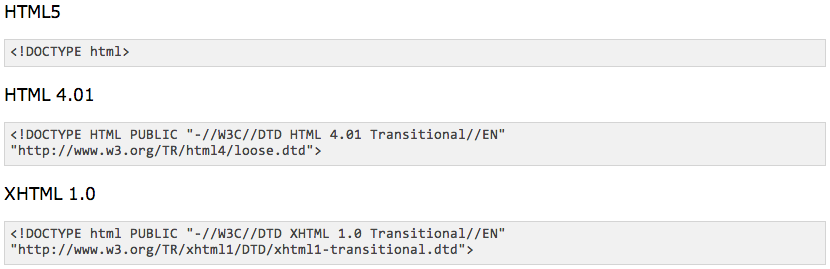 HTML5
<!DOCTYPE html>
HTML 4.01
<!DOCTYPE HTML PUBLIC "-//W3C//DTD HTML 4.01 Transitional//EN"
"http://www.w3.org/TR/html4/loose.dtd">
XHTML 1.0
<!DOCTYPE html PUBLIC "-//W3C//DTD XHTML 1.0 Transitional//EN"
"http://www.w3.org/TR/xhtml1/DTD/xhtml1-transitional.dtd">